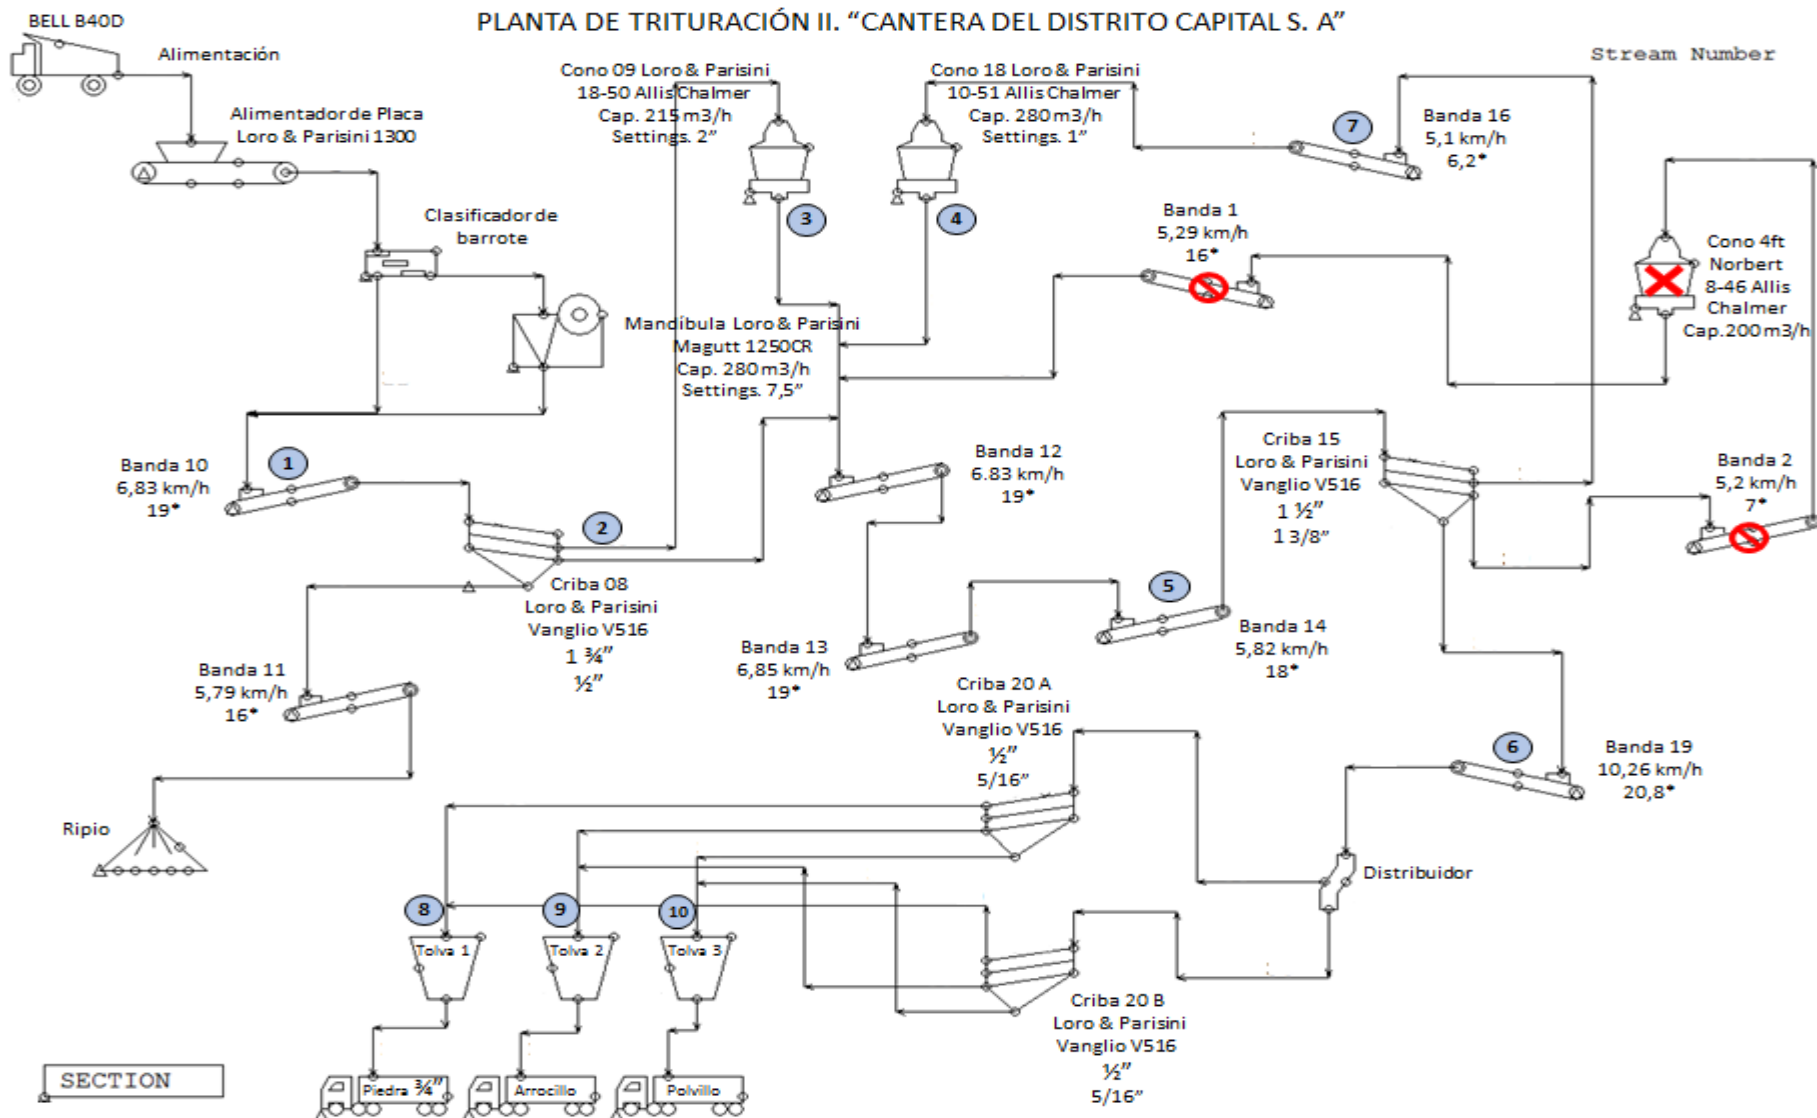 PLANTA DE TRITURACIÓN II. “CANTERA DEL DISTRITO CAPITAL S. A”
BELL B40D
Alimentación
Stream Number
Alimentador de Placa
Loro & Parisini 1300
Cono 09 Loro & Parisini
18-50 Allis Chalmer
Cap. 215 m3/h
Settings. 2”
Cono 18 Loro & Parisini
10-51 Allis Chalmer
Cap. 280 m3/h
Settings. 1”
7
Banda 16
5,1 km/h
6,2*
Clasificador de
barrote
3
4
Banda 1
5,29 km/h
16*
Cono 4ft
Norbert
8-46 Allis
Chalmer
Cap.200 m3/h
Mandíbula Loro & Parisini
Magutt 1250CR
Cap. 280 m3/h
Settings. 7,5”
Banda 10
6,83 km/h
19*
1
2
Criba 08
Loro & Parisini
Vanglio V516
1 ¾”
½”
Banda 12
6.83 km/h
19*
Criba 15
Loro & Parisini
Vanglio V516
1 ½”
1 3/8”
Banda 2
5,2 km/h
7*
Banda 11
5,79 km/h
16*
Banda 13
6,85 km/h
19*
5
Banda 14
5,82 km/h
18*
Criba 20 A
Loro & Parisini
Vanglio V516
½”
5/16”
6
Banda 19
10,26 km/h
20,8*
Ripio
Distribuidor
8
9
10
Tolva 1
Tolva 2
Tolva 3
Criba 20 B
Loro & Parisini
Vanglio V516
½”
5/16”
SECTION
Piedra ¾”
Arrocillo
Polvillo